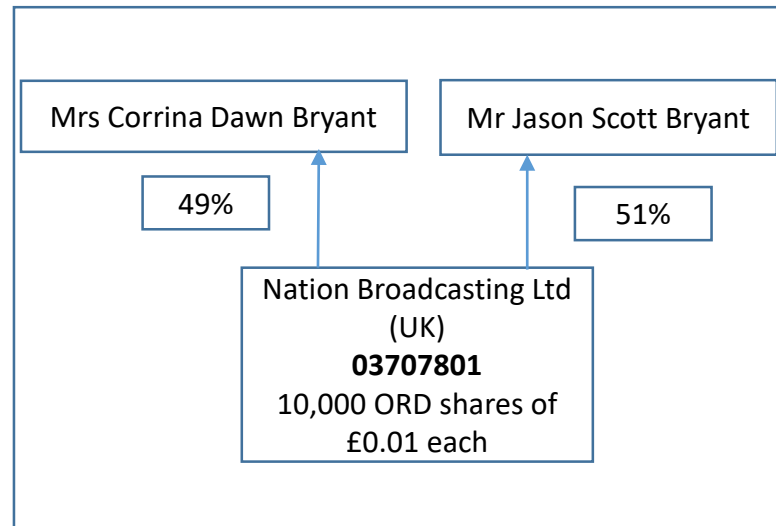 Mrs Corrina Dawn Bryant
Mr Jason Scott Bryant
49%
51%
Nation Broadcasting Ltd
(UK)
03707801
10,000 ORD shares of
£0.01 each